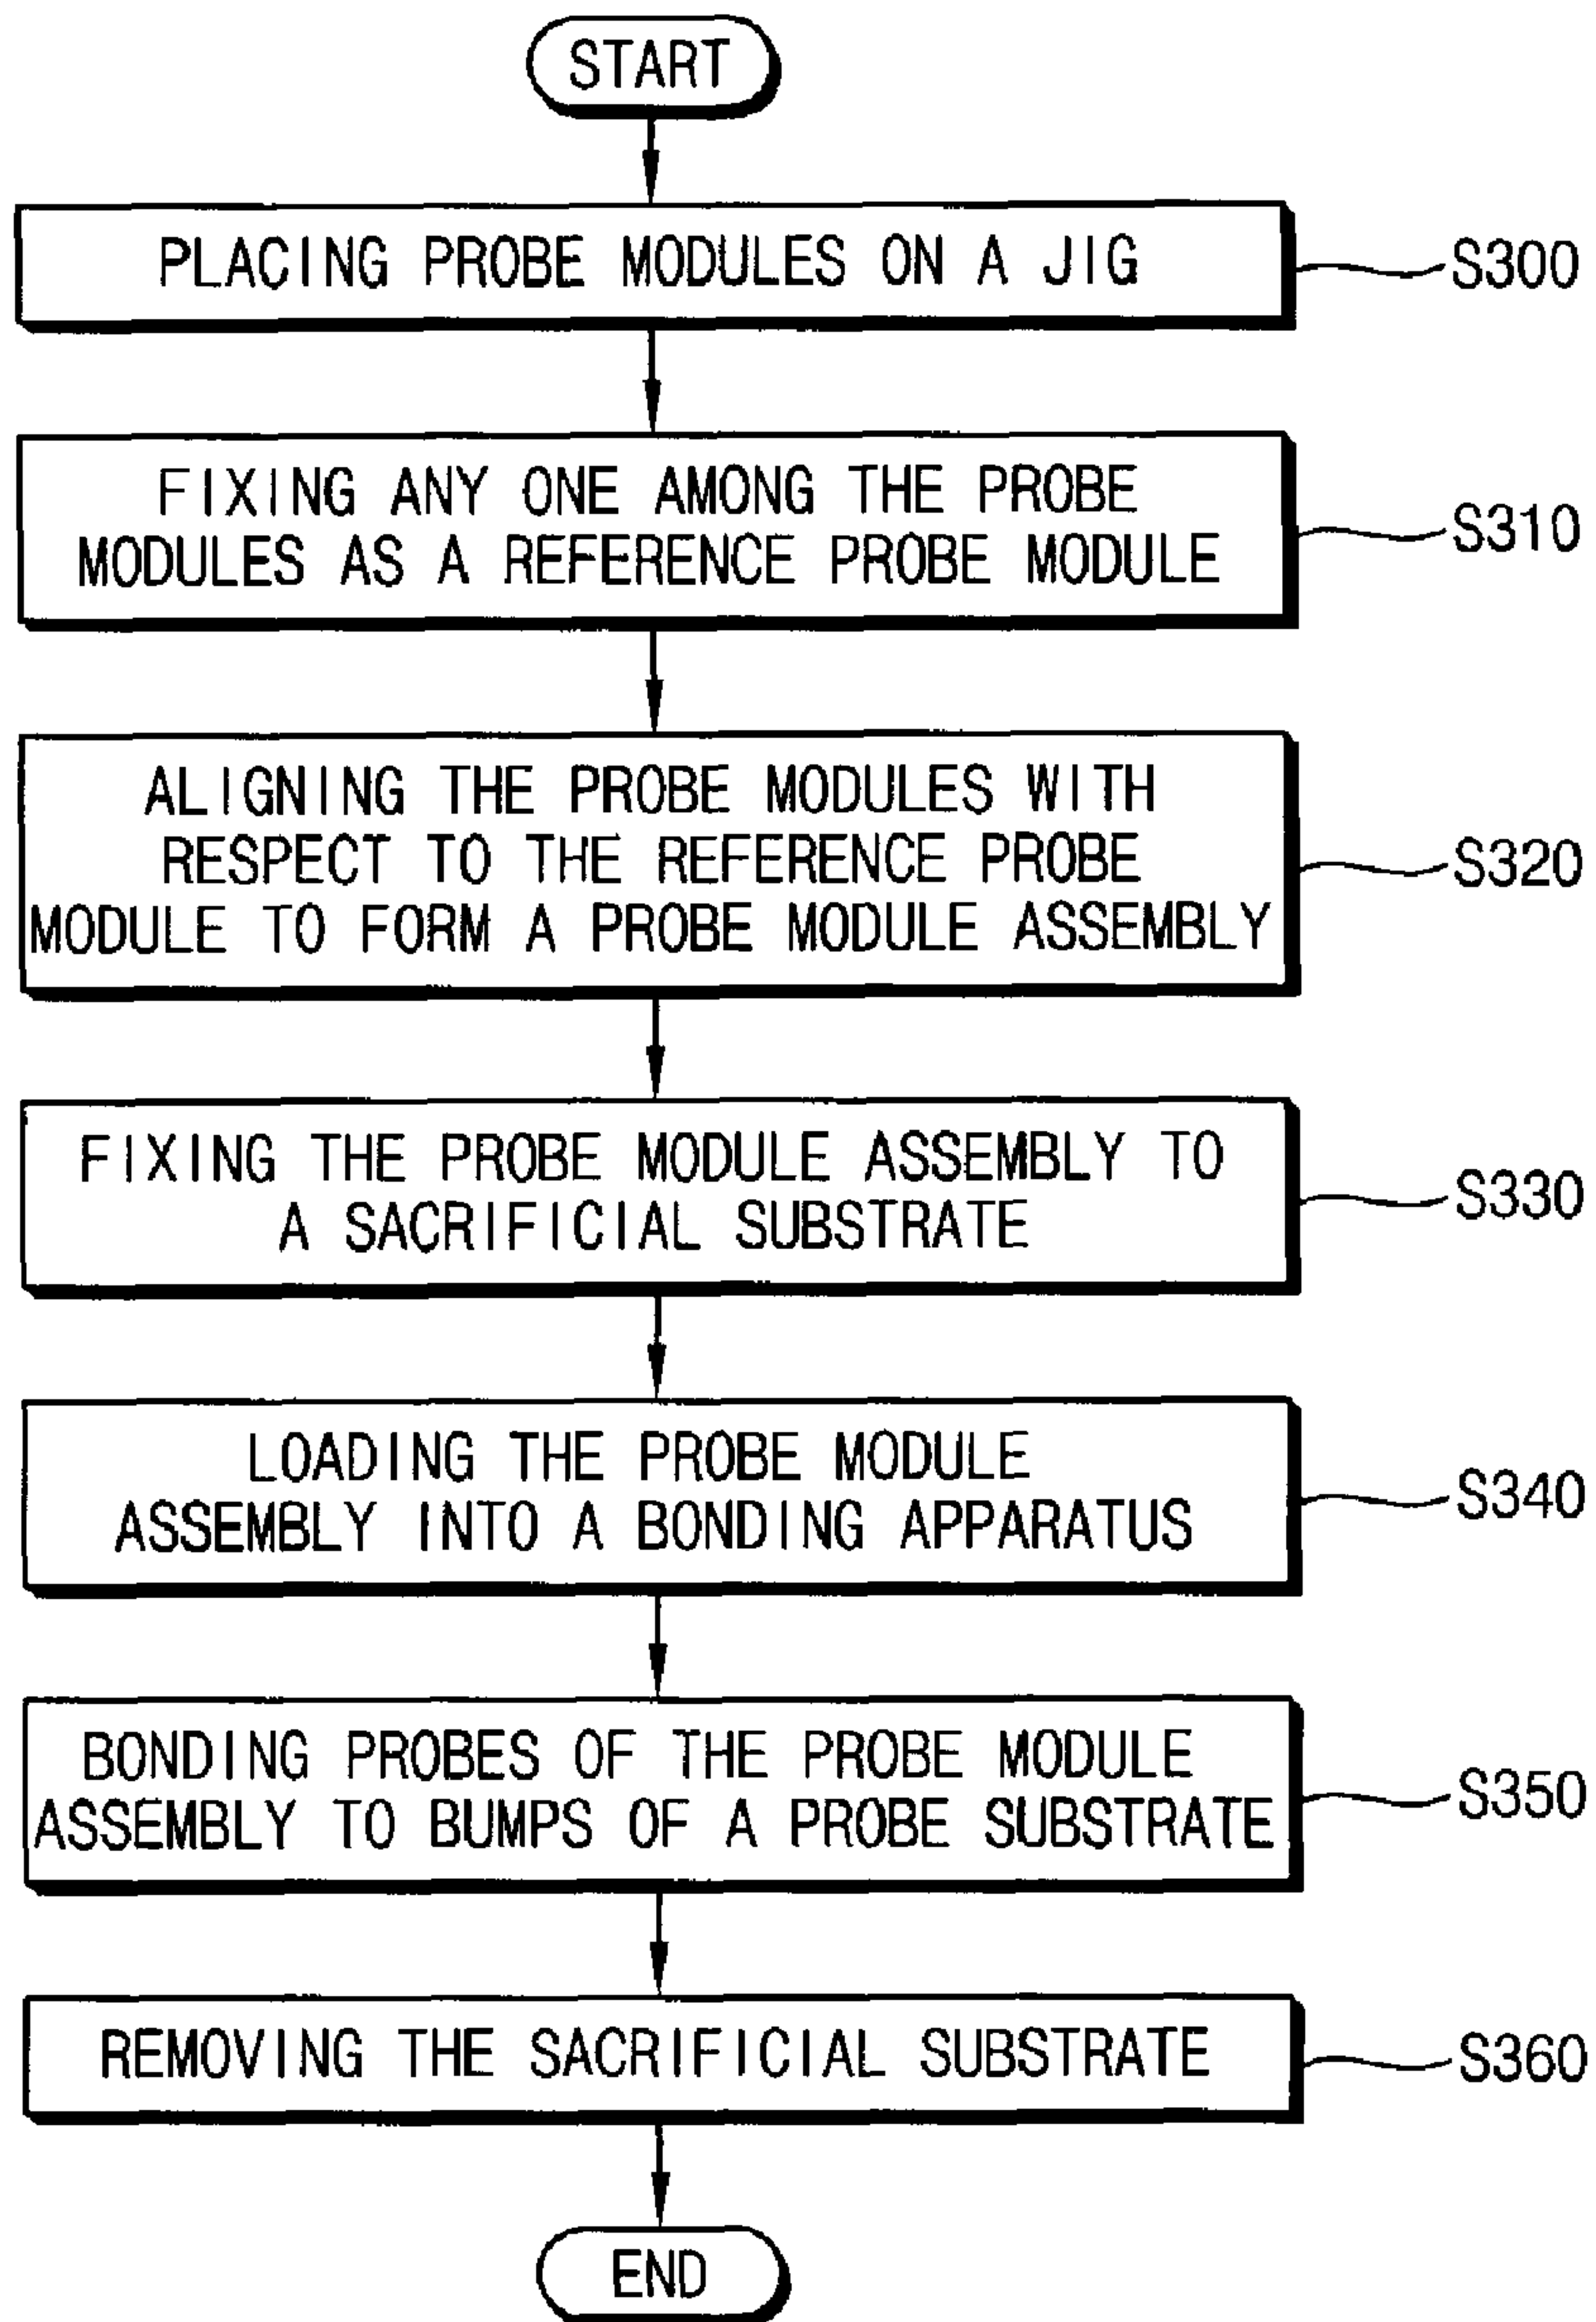 START
PLACING PROBE MODULES ON A JIG
S300
FIXING ANY ONE AMONG THE PROBE
MODULES AS A REFERENCE PROBE MODULE
S310
ALIGNING THE PROBE MODULES WITH
RESPECT TO THE REFERENCE PROBE
MODULE TO FORM A PROBE MODULE ASSEMBLY
S320
FIXING THE PROBE MODULE ASSEMBLY TO
A SACRIFICIAL SUBSTRATE
S330
LOADING THE PROBE MODULE
ASSEMBLY INTO A BONDING APPARATUS
S340
BONDING PROBES OF THE PROBE MODULE
ASSEMBLY TO BUMPS OF A PROBE SUBSTRATE
S350
REMOVING THE SACRIFICIAL SUBSTRATE
S360
END